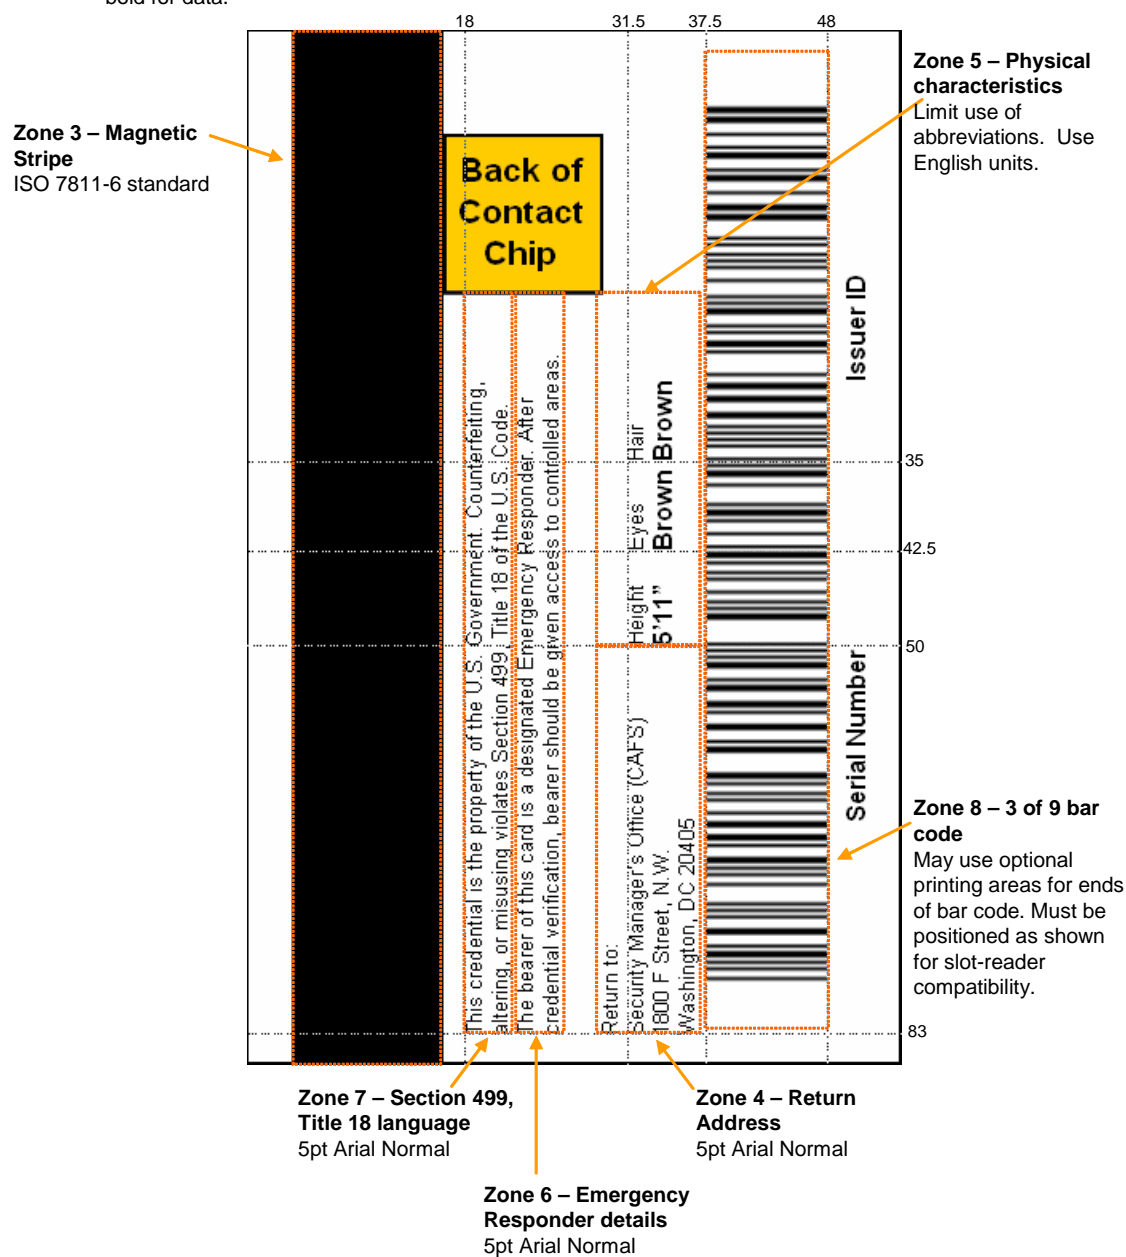 bold for data.
18
31.5
37.5
48
Zone 5 – Physical
characteristics
Limit use of
abbreviations.  Use
English units.
Zone 3 – Magnetic
Stripe
ISO 7811-6 standard
Back of
Contact
Chip
Issuer ID
Serial Number
35
42.5
50
83
This credential is the property of the U.S. Government. Counterfeiting,
altering, or misusing violates Section 499, Title 18 of the U.S. Code.
The bearer of this card is a designated Emergency Responder. After
credential verification, bearer should be given access to controlled areas.
Height Eyes Hair
5'11” Brown Brown
Return to:
Security Manager's Office (CAFS)
1800 F Street, N.W.
Washington, DC 20405
Zone 8 – 3 of 9 bar
code
May use optional
printing areas for ends
of bar code. Must be
positioned as shown
for slot-reader
compatibility.
Zone 7 – Section 499,
Title 18 language
5pt Arial Normal
Zone 4 – Return
Address
5pt Arial Normal
Zone 6 – Emergency
Responder details
5pt Arial Normal